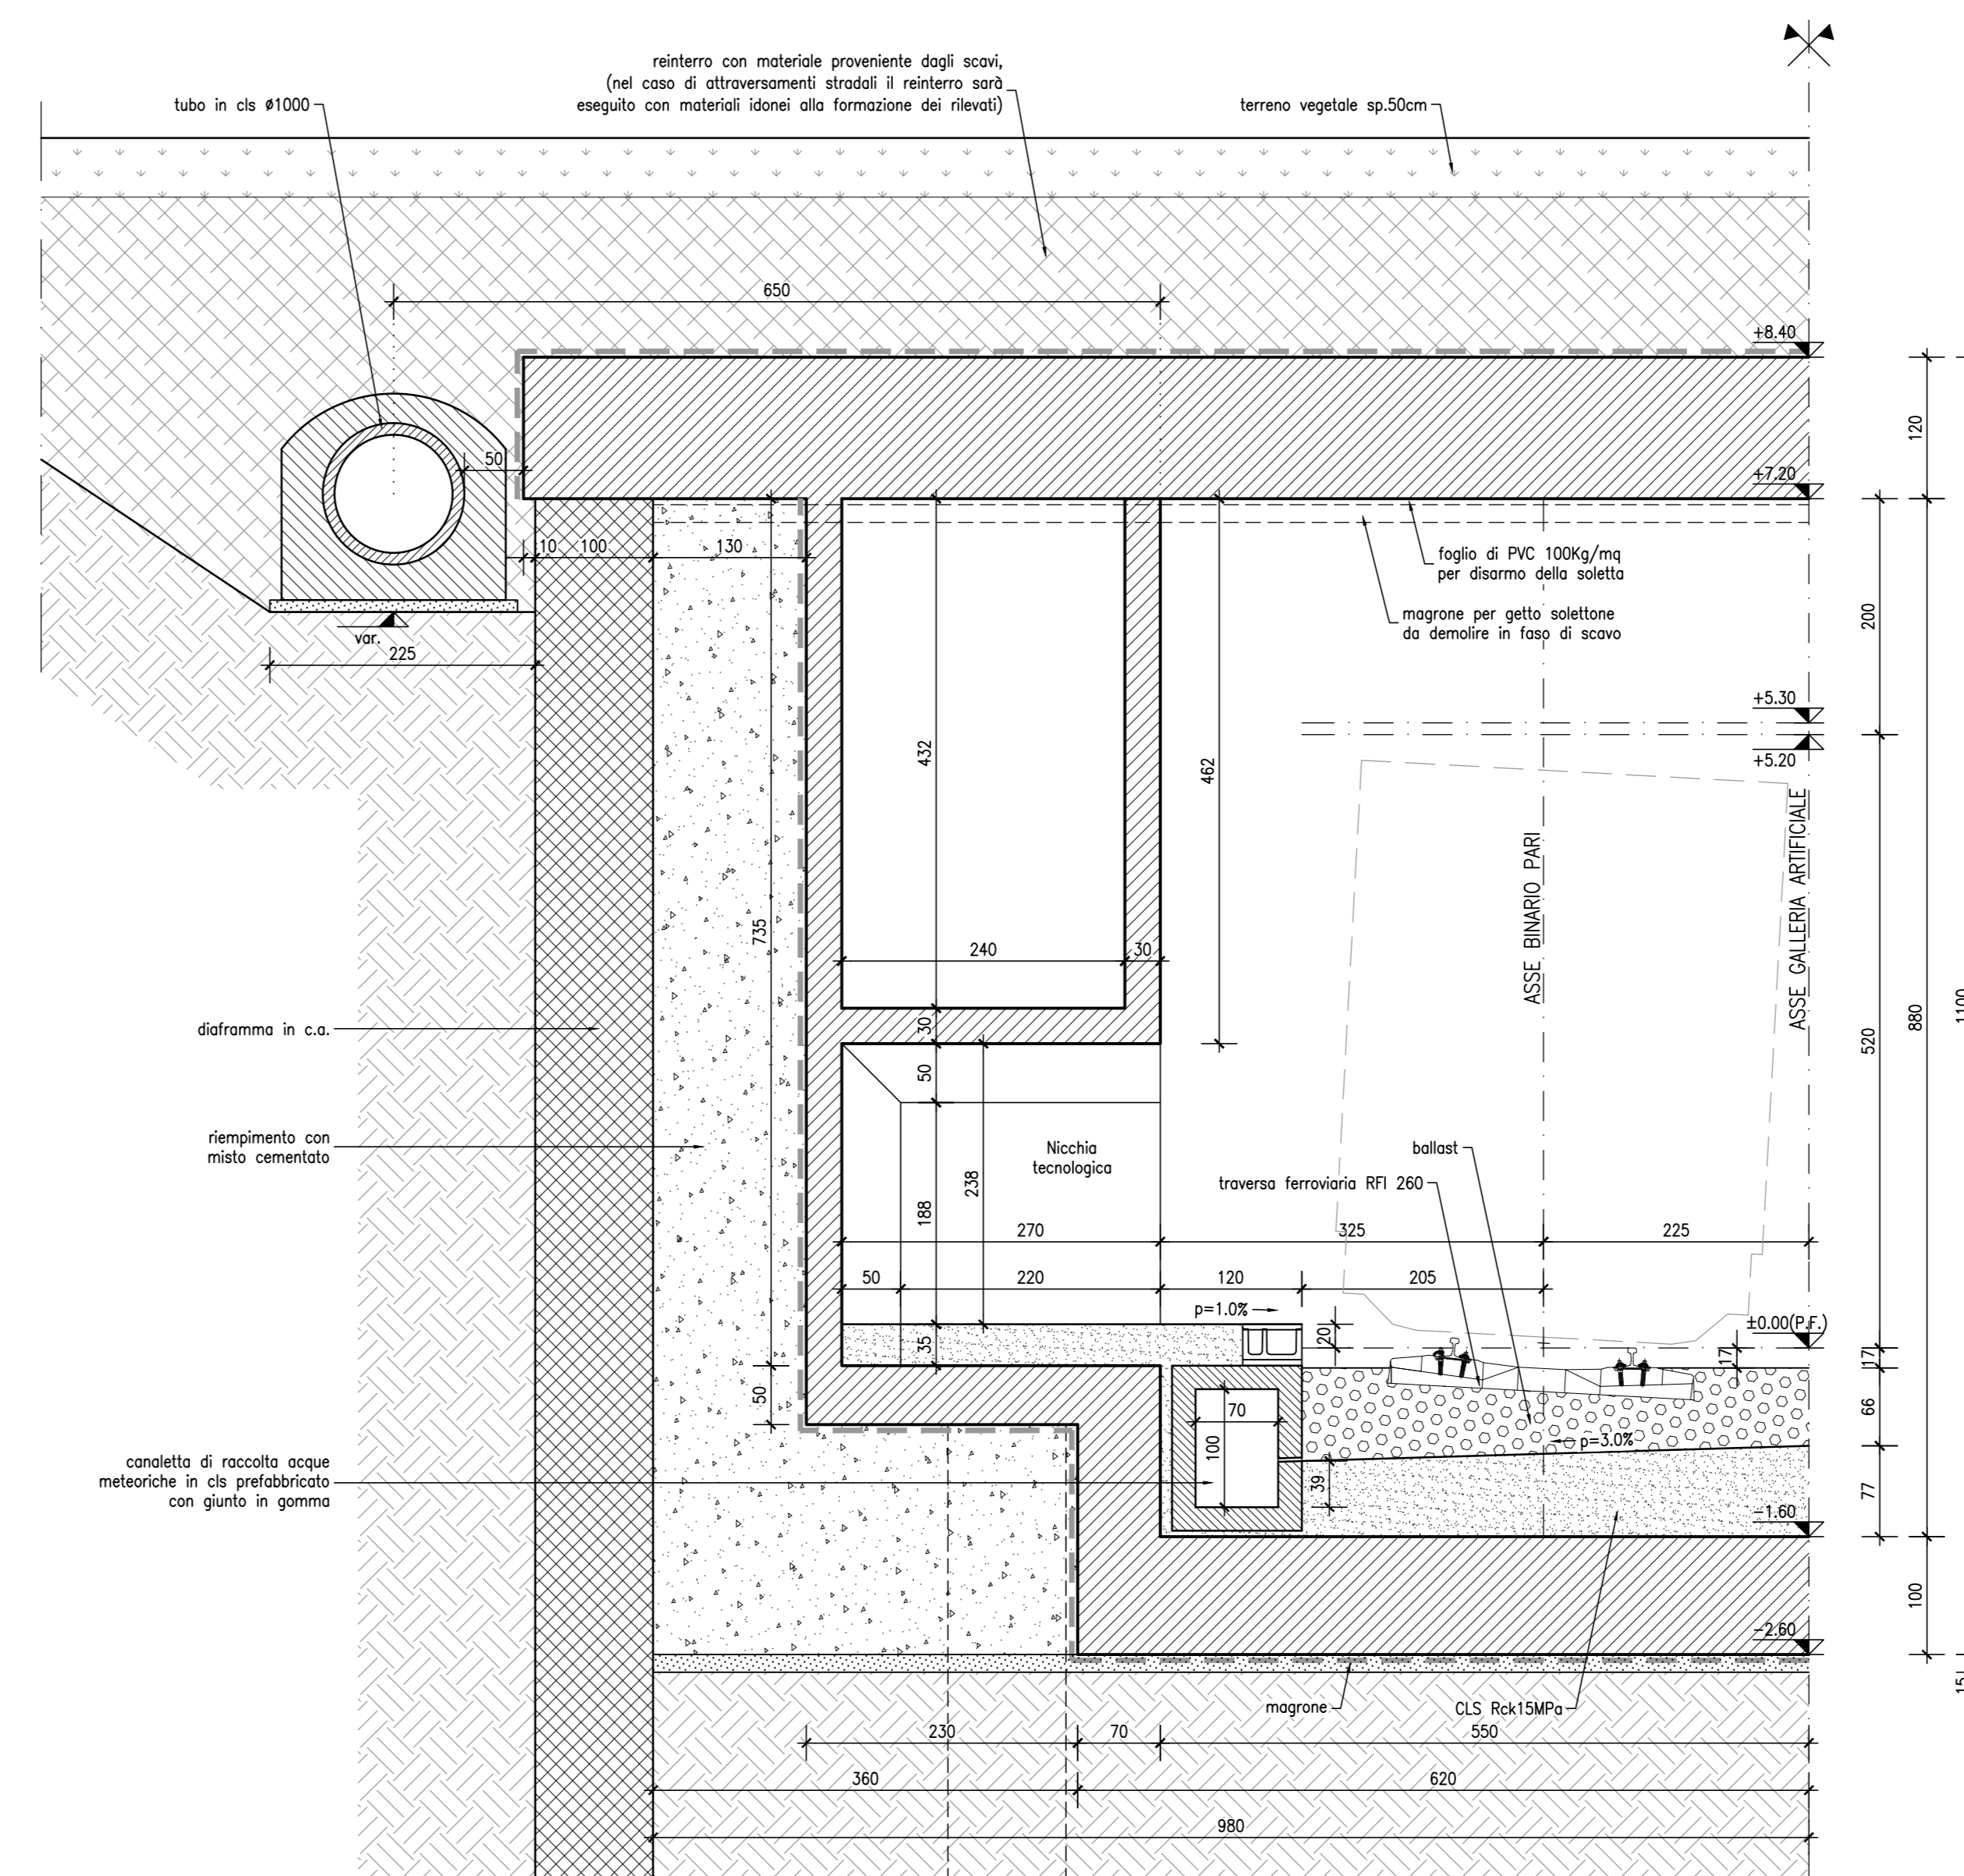 reinterro con materiale proveniente dagli scavi,
(nel caso di attraversamenti stradali il reinterro sarà
eseguito con materiali idonei alla formazione dei rilevati)
tubo in cls ø1000
terreno vegetale sp.50cm
650
+8.40
120
50
+7.20
10
100
130
foglio di PVC 100Kg/mq
per disarmo della soletta
magrone per getto solettone
da demolire in faso di scavo
200
var.
225
+5.30
+5.20
432
462
735
240
30
ASSE BINARIO PARI
ASSE GALLERIA ARTIFICIALE
520
880
1100
diaframma in c.a.
30
50
riempimento con
misto cementato
Nicchia
tecnologica
ballast
traversa ferroviaria RFI 260
188
238
270
325
225
50
220
120
205
p=1.0%
±0.00(P.F.)
35
20
17
17
50
70
100
66
p=3.0%
canaletta di raccolta acque
meteoriche in cls prefabbricato
con giunto in gomma
39
77
-1.60
100
-2.60
15
magrone
CLS Rck15MPa
230
70
550
360
620
980